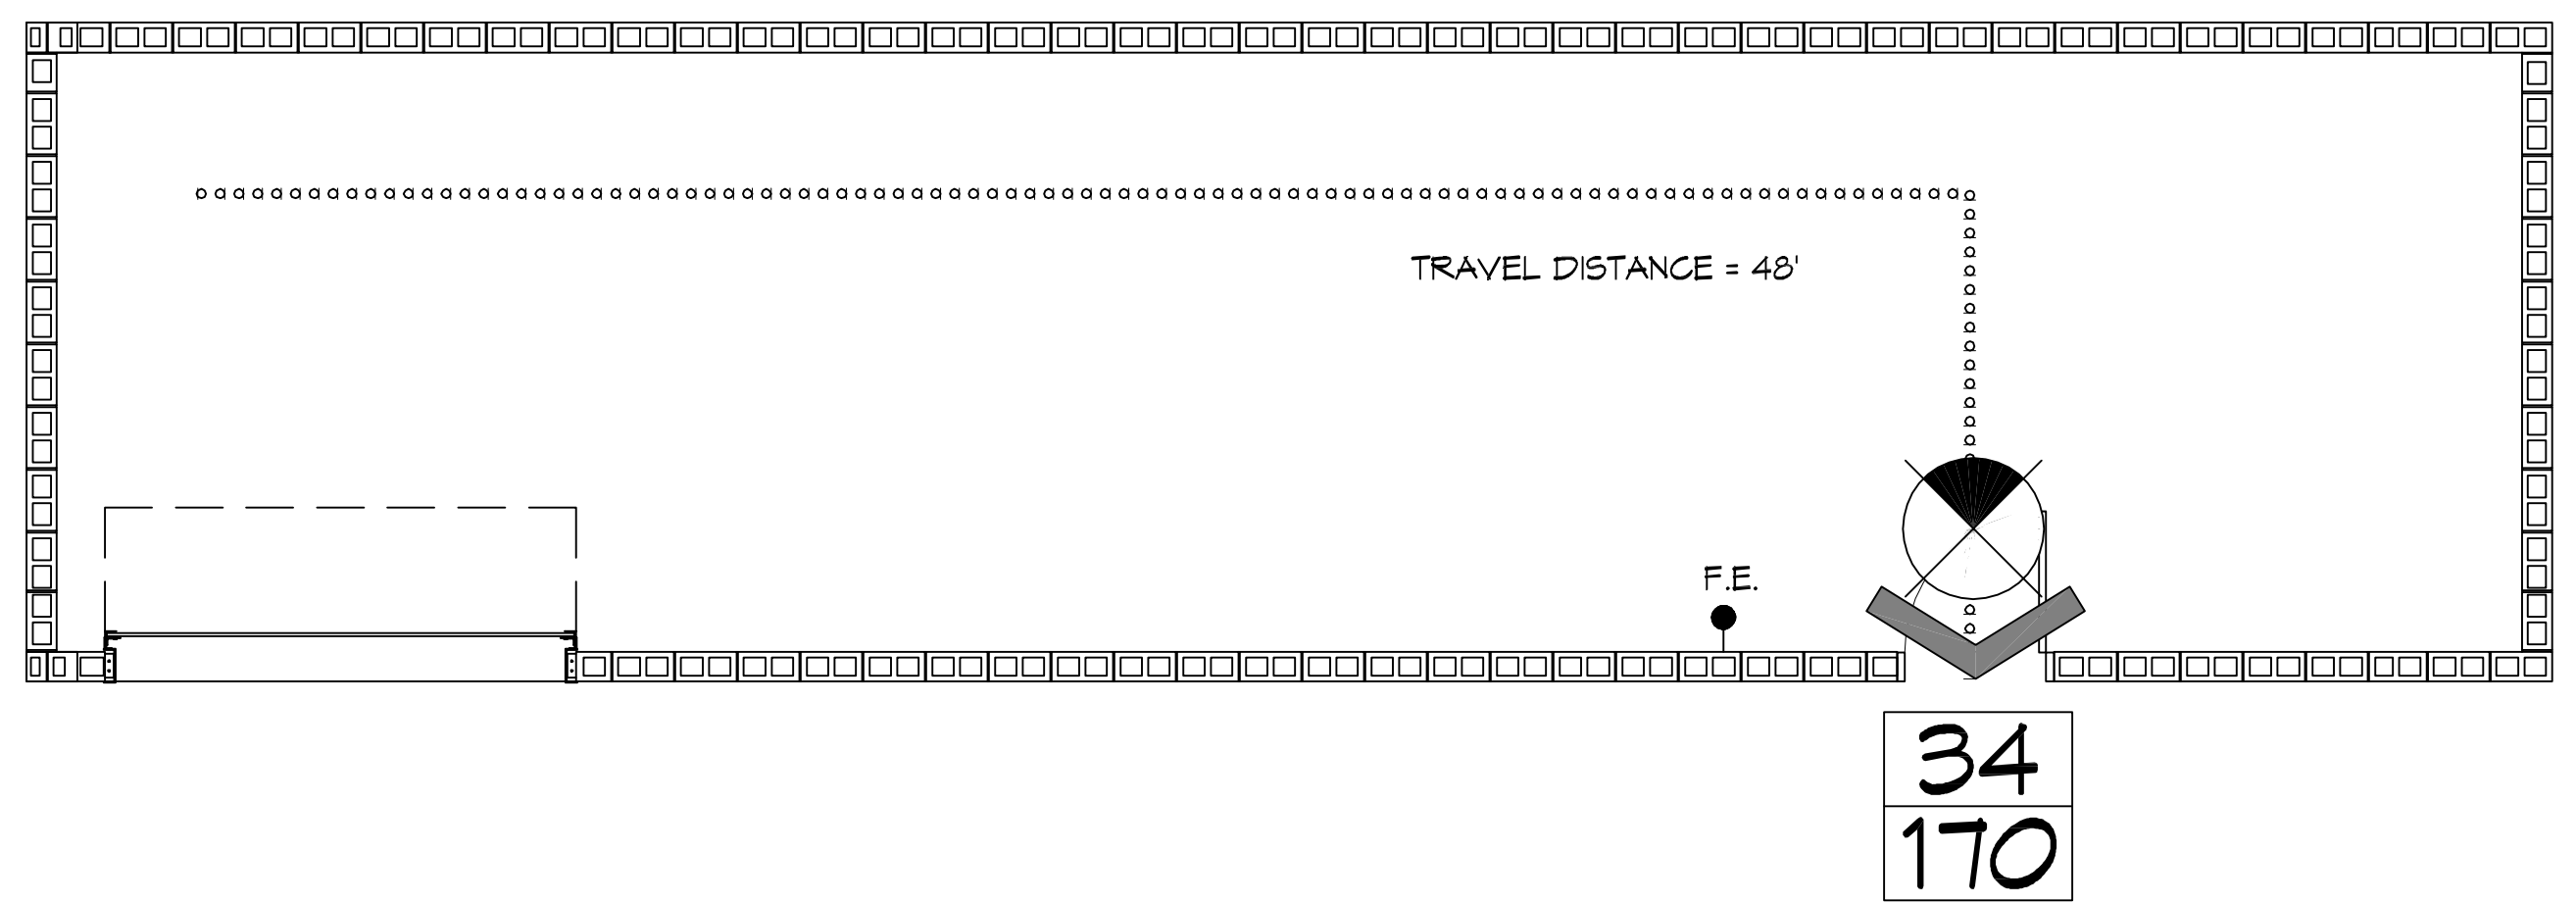 TRAVEL DISTANCE = 48'
F.E.
34
170